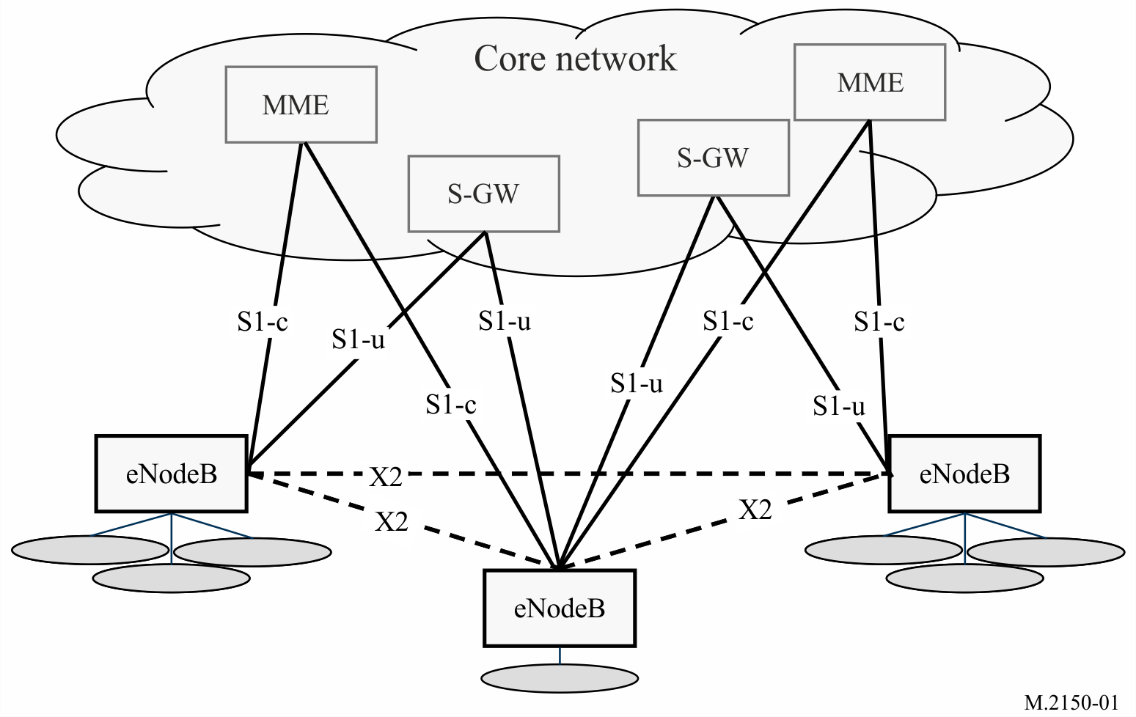 Core network
MME
MME
S-GW
S-GW
S1-c
S1-u
S1-u
S1-c
S1-c
S1-u
S1-c
S1-u
eNodeB
X2
eNodeB
X2
X2
eNodeB
M.2150-01